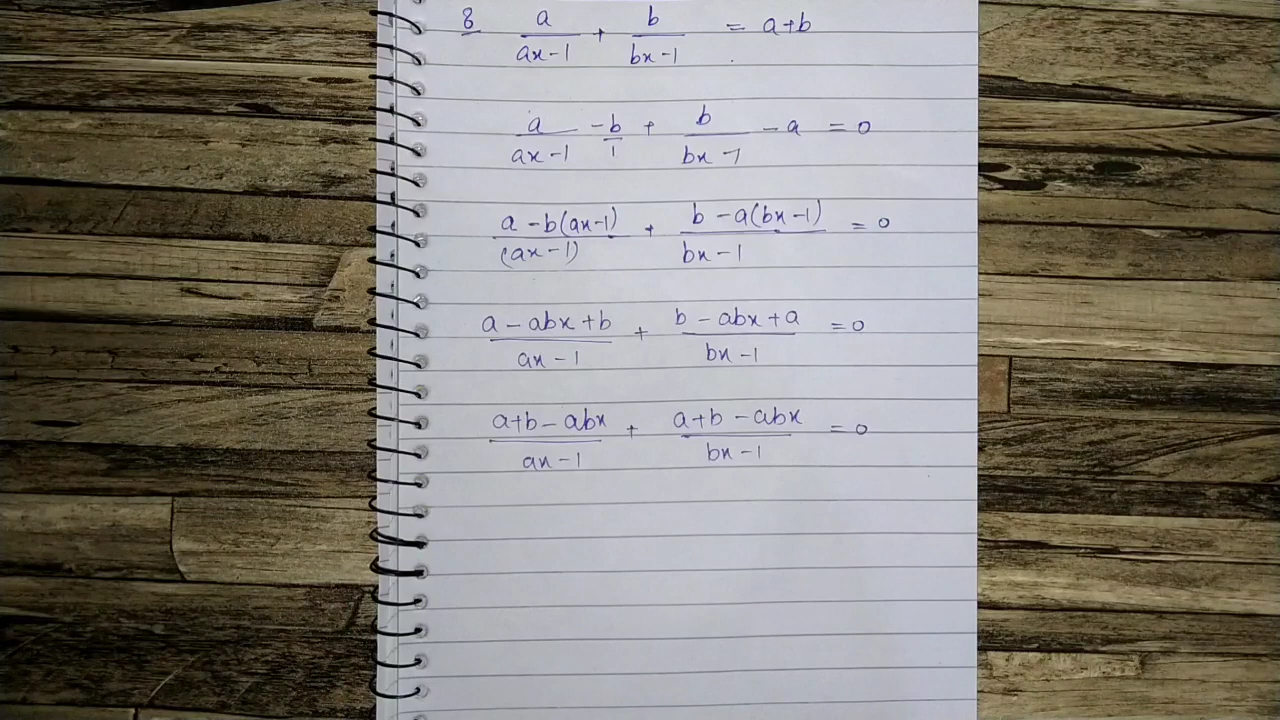 8 a/(ax-1) + b/(bx-1) = a+b
a/(ax-1) - b/1 + b/(bx-1) - a = 0
(a - b(ax-1))/((ax-1)) + (b - a(bx-1))/(bx-1) = 0
(a - abx + b)/(ax-1) + (b - abx + a)/(bx-1) = 0
(a+b - abx)/(ax-1) + (a+b - abx)/(bx-1) = 0